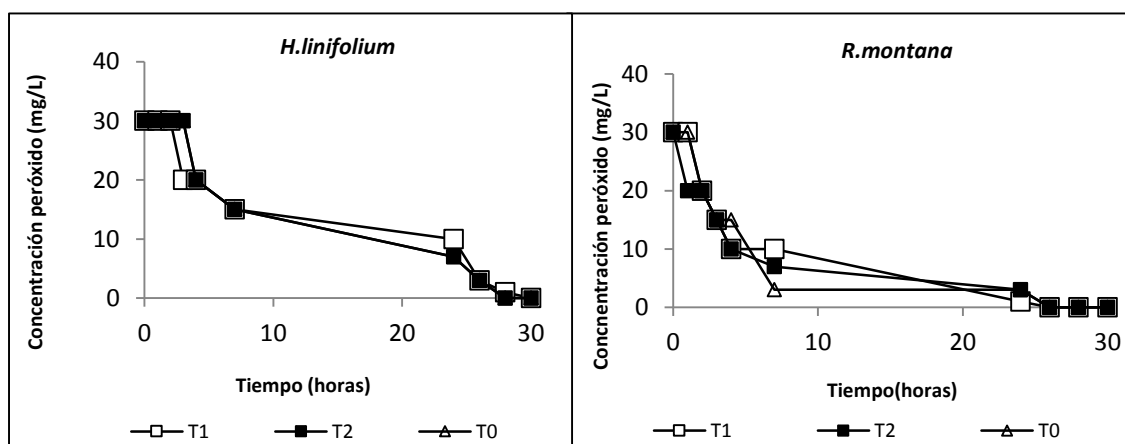 H.linifolium
Concentración peróxido (mg/L)
40
30
20
10
0
0
10
20
30
Tiempo (horas)
T1
T2
T0
R.montana
Concnentración peróxido (mg/L)
40
30
20
10
0
0
10
20
30
Tiempo(horas)
T1
T2
T0